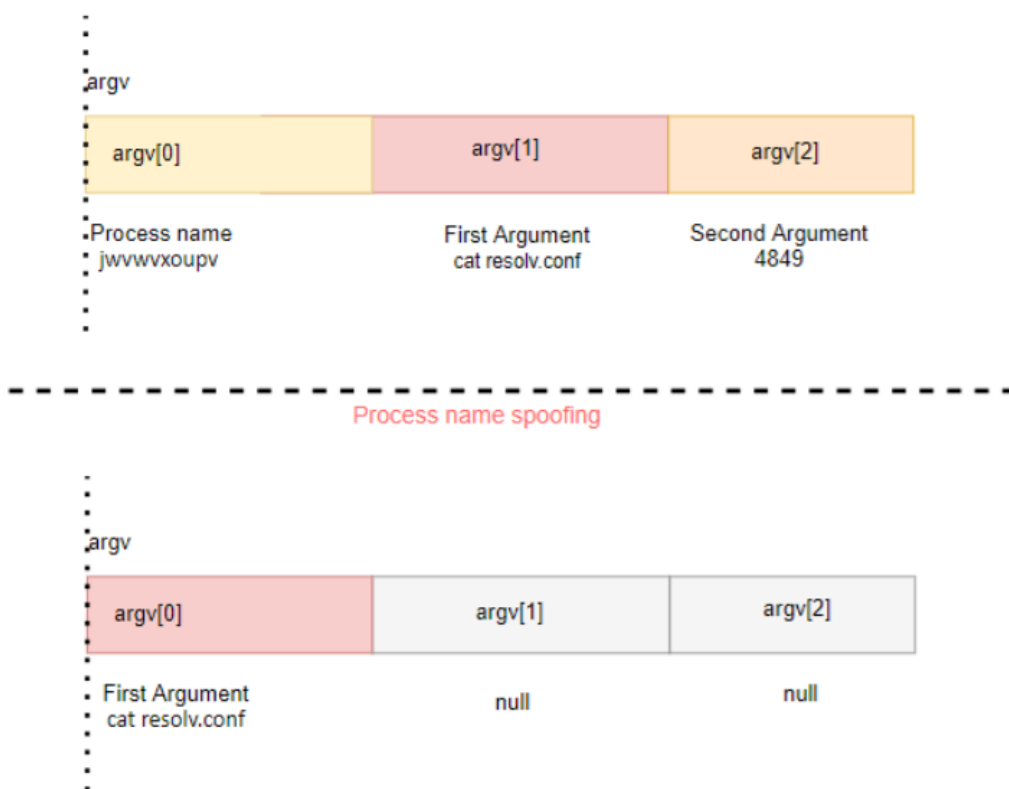 argv
argv[0]
argv[1]
argv[2]
Process name
jwvwvxoupv
First Argument
cat resolv.conf
Second Argument
4849
Process name spoofing
argv
argv[0]
argv[1]
argv[2]
First Argument
cat resolv.conf
null
null